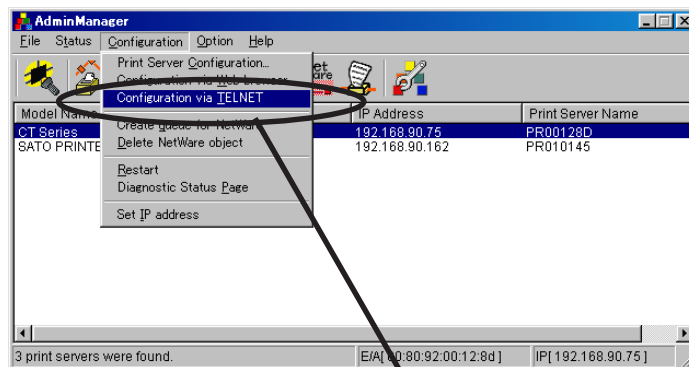 AdminManager
File Status Configuration Option Help
Print Server Configuration...
Configuration via Web browser
Configuration via TELNET
Create queue for NetWare
Delete NetWare object
Restart
Diagnostic Status Page
Set IP address
Model Name IP Address Print Server Name
CT Series 192.168.90.75 PR00128D
SATO PRINTE 192.168.90.162 PR010145
3 print servers were found. E/A[00:80:92:00:12:8d] IP[192.168.90.75]